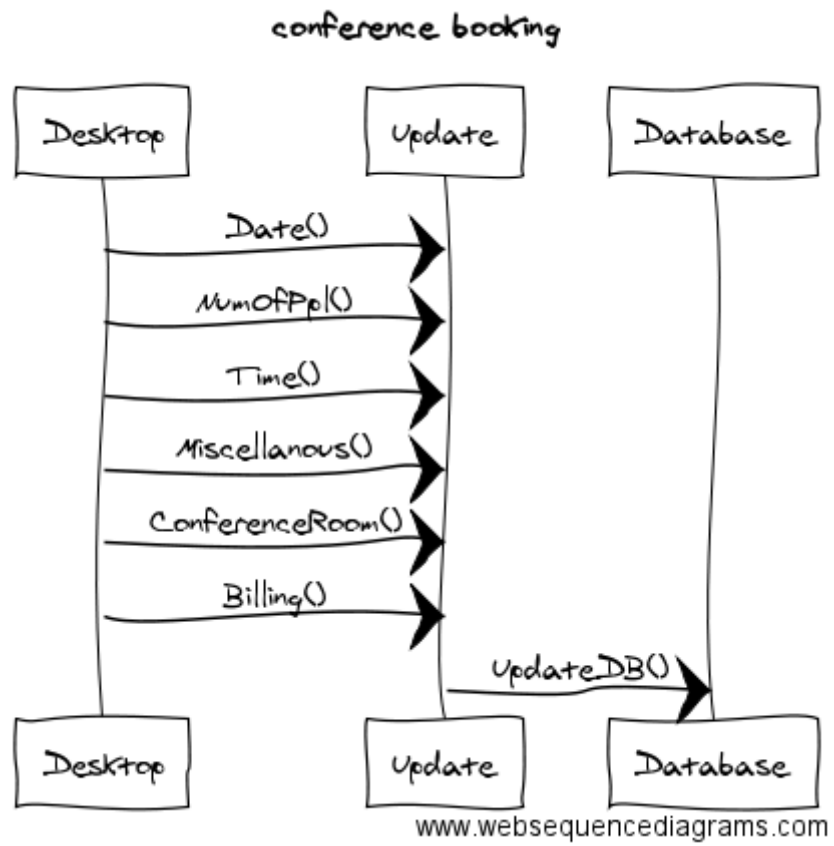 conference booking
Desktop Update Database
Date()
NumOfPpl()
Time()
Miscellanous()
ConferenceRoom()
Billing()
UpdateDB()
Desktop Update Database
www.websequencediagrams.com